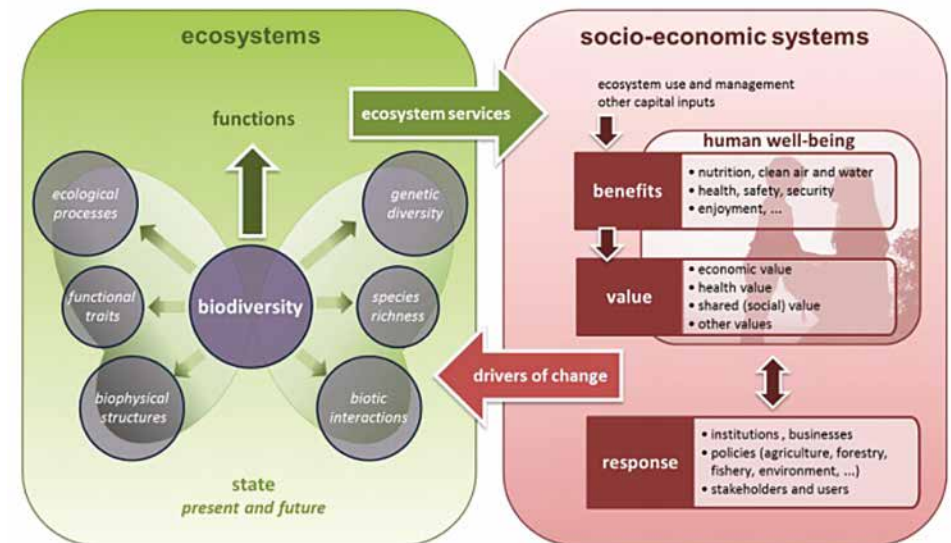 ecosystems
functions
ecological
processes
genetic
diversity
functional
traits
biodiversity
species
richness
biophysical
structures
biotic
interactions
state
present and future
ecosystem services
drivers of change
socio-economic systems
ecosystem use and management
other capital inputs
human well-being
benefits
• nutrition, clean air and water
• health, safety, security
• enjoyment, ...
value
• economic value
• health value
• shared (social) value
• other values
response
• institutions , businesses
• policies (agriculture, forestry,
fishery, environment, ...)
• stakeholders and users